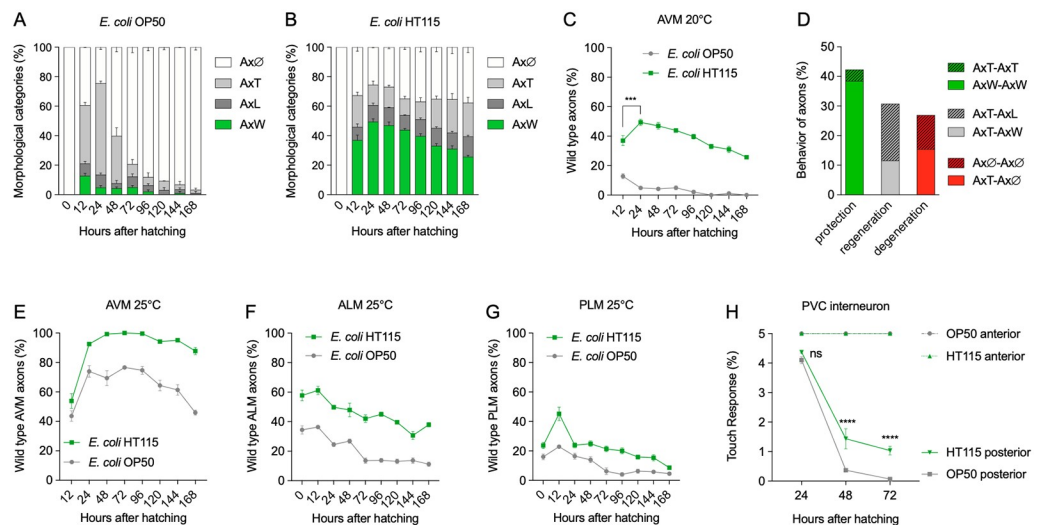 A
E. coli OP50
Morphological categories (%)
100
80
60
40
20
0
0 12 24 48 72 96 120 144 168
Hours after hatching
AxØ
AxT
AxL
AxW
B
E. coli HT115
Morphological categories (%)
100
80
60
40
20
0
0 12 24 48 72 96 120 144 168
Hours after hatching
AxØ
AxT
AxL
AxW
C
AVM 20°C
Wild type axons (%)
100
80
60
40
20
0
E. coli OP50
E. coli HT115
***
12 24 48 72 96 120 144 168
Hours after hatching
D
Behavior of axons (%)
50
40
30
20
10
0
protection
regeneration
degeneration
AxT-AxT
AxW-AxW
AxT-AxL
AxT-AxW
AxØ-AxØ
AxT-AxØ
E
AVM 25°C
Wild type AVM axons (%)
100
80
60
40
20
0
E. coli HT115
E. coli OP50
12 24 48 72 96 120 144 168
Hours after hatching
F
ALM 25°C
Wild type ALM axons (%)
100
80
60
40
20
0
E. coli HT115
E. coli OP50
0 12 24 48 72 96 120 144 168
Hours after hatching
G
PLM 25°C
Wild type PLM axons (%)
100
80
60
40
20
0
E. coli HT115
E. coli OP50
0 12 24 48 72 96 120 144 168
Hours after hatching
H
PVC interneuron
Touch Response (%)
5
4
3
2
1
0
ns
****
****
24 48 72
Hours after hatching
OP50 anterior
HT115 anterior
HT115 posterior
OP50 posterior